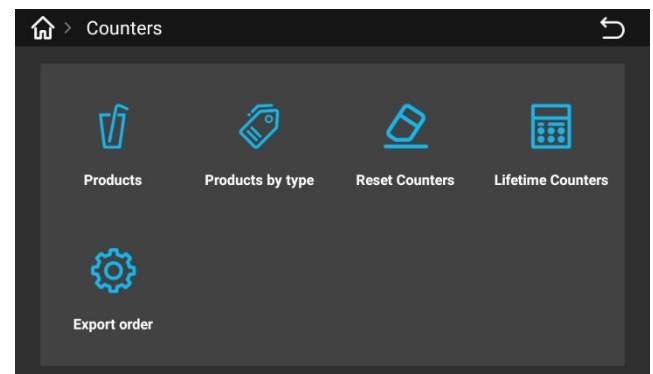 > Counters
Products
Products by type
Reset Counters
Lifetime Counters
Export order